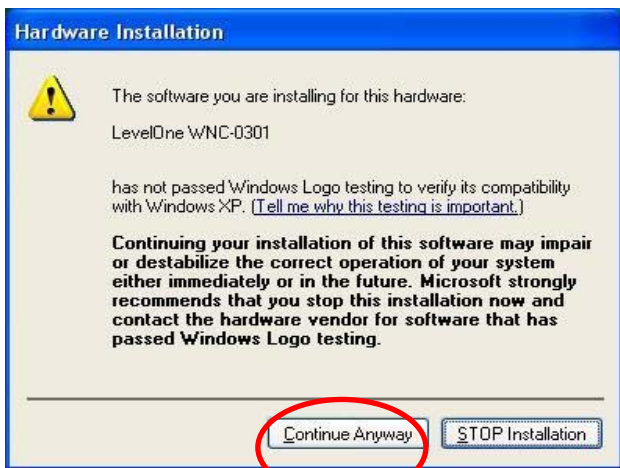 Hardware Installation
The software you are installing for this hardware:
LevelOne WNC-0301
has not passed Windows Logo testing to verify its compatibility
with Windows XP. (Tell me why this testing is important.)
Continuing your installation of this software may impair
or destabilize the correct operation of your system
either immediately or in the future. Microsoft strongly
recommends that you stop this installation now and
contact the hardware vendor for software that has
passed Windows Logo testing.
Continue Anyway
STOP Installation